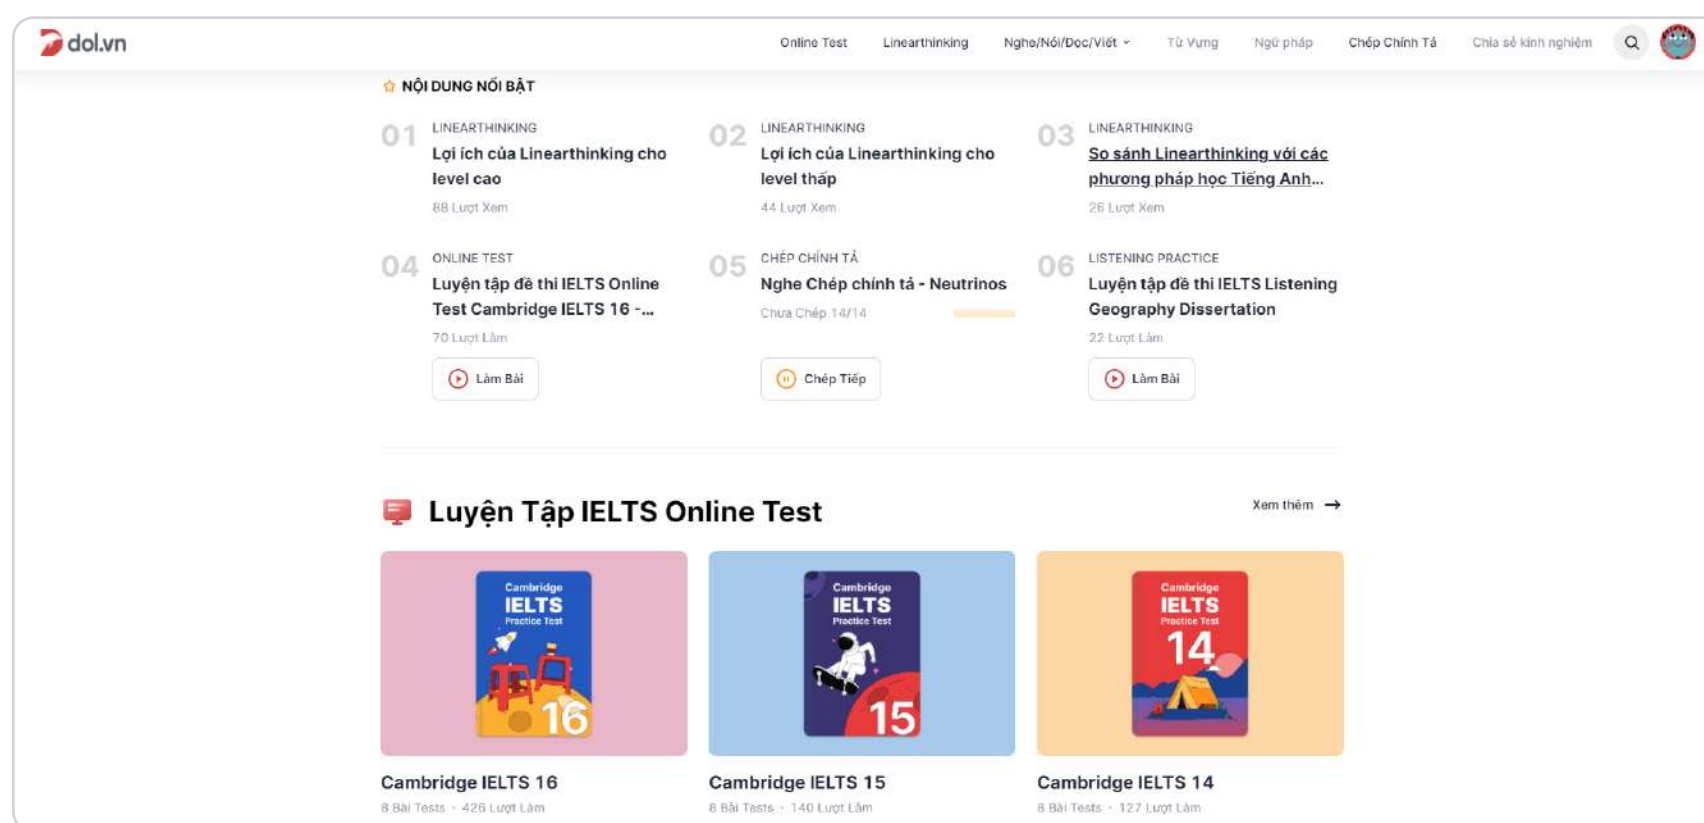 dol.vn
Online Test Linearthinking Nghe/Nói/Đọc/Viết Từ Vựng Ngữ pháp Chép Chính Tả Chia sẻ kinh nghiệm
NỘI DUNG NỔI BẬT
01
LINEARTHINKING
Lợi ích của Linearthinking cho
level cao
88 Lượt Xem
02
LINEARTHINKING
Lợi ích của Linearthinking cho
level thấp
44 Lượt Xem
03
LINEARTHINKING
So sánh Linearthinking với các
phương pháp học Tiếng Anh...
26 Lượt Xem
04
ONLINE TEST
Luyện tập đề thi IELTS Online
Test Cambridge IELTS 16 -...
70 Lượt Làm
Làm Bài
05
CHÉP CHÍNH TẢ
Nghe Chép chính tả - Neutrinos
Chưa Chép 14/14
Chép Tiếp
06
LISTENING PRACTICE
Luyện tập đề thi IELTS Listening
Geography Dissertation
22 Lượt Làm
Làm Bài
Luyện Tập IELTS Online Test
Xem thêm →
Cambridge
IELTS
Practice Test
16
Cambridge IELTS 16
8 Bài Tests · 426 Lượt Làm
Cambridge
IELTS
Practice Test
15
Cambridge IELTS 15
8 Bài Tests · 140 Lượt Làm
Cambridge
IELTS
Practice Test
14
Cambridge IELTS 14
8 Bài Tests · 127 Lượt Làm